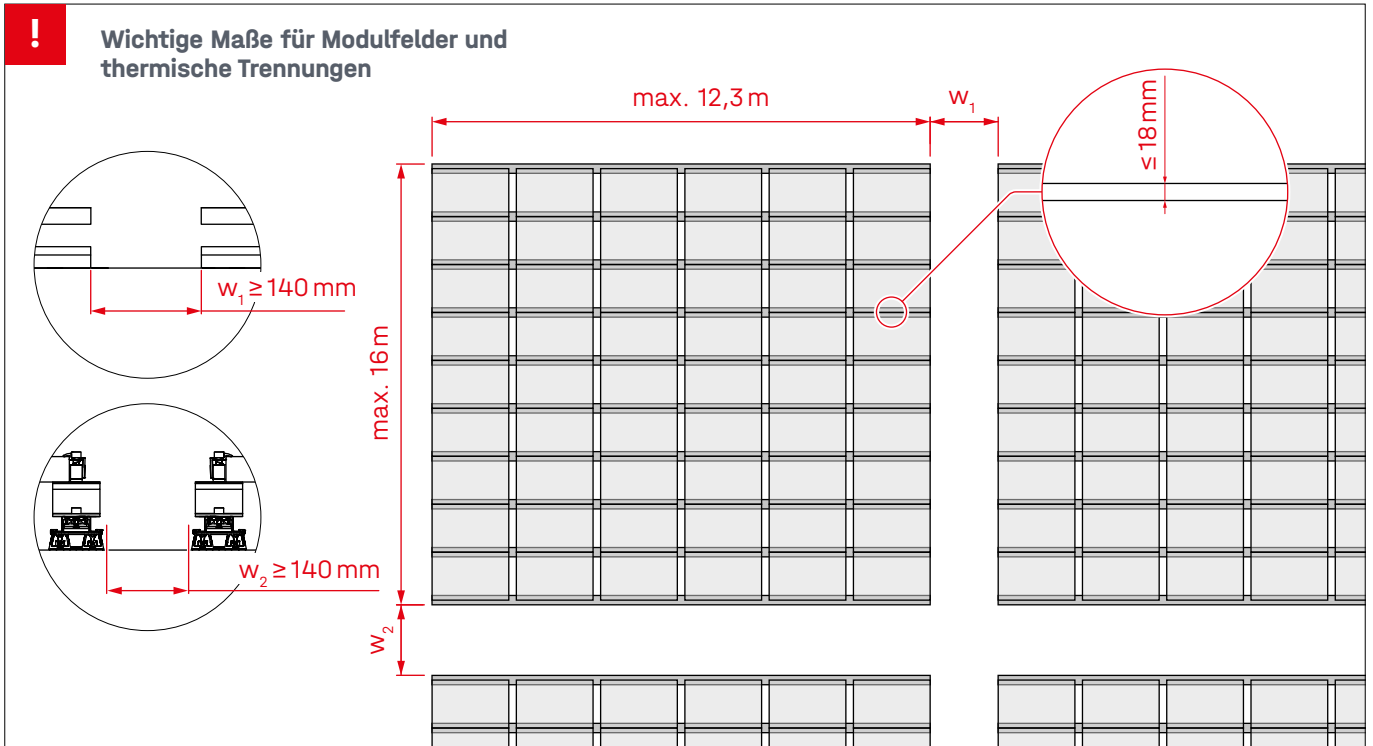 !
Wichtige Maße für Modulfelder und
thermische Trennungen
max. 12,3 m
w₁
≤ 18 mm
w₁ ≥ 140 mm
max. 16 m
w₂ ≥ 140 mm
w₂